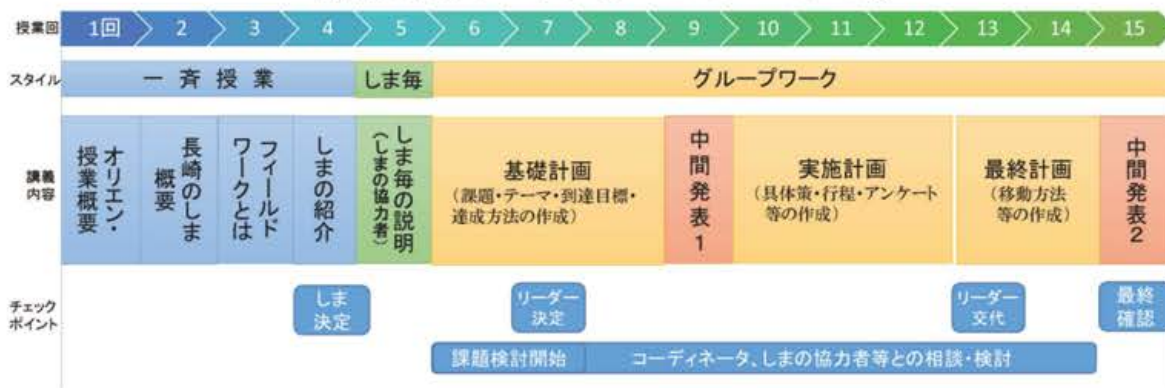 授業回
1回 2 3 4 5 6 7 8 9 10 11 12 13 14 15
スタイル
一斉授業
しま毎
グループワーク
講義
内容
オリエン・
授業概要
長崎のしま
概要
フィールド
ワークとは
しまの紹介
しま毎の説明
(しまの協力者)
基礎計画
(課題・テーマ・到達目標・
達成方法の作成)
中間発表1
実施計画
(具体策・行程・アンケート
等の作成)
最終計画
(移動方法
等の作成)
中間発表2
チェック
ポイント
しま
決定
リーダー
決定
リーダー
交代
最終
確認
課題検討開始
コーディネータ、しまの協力者等との相談・検討